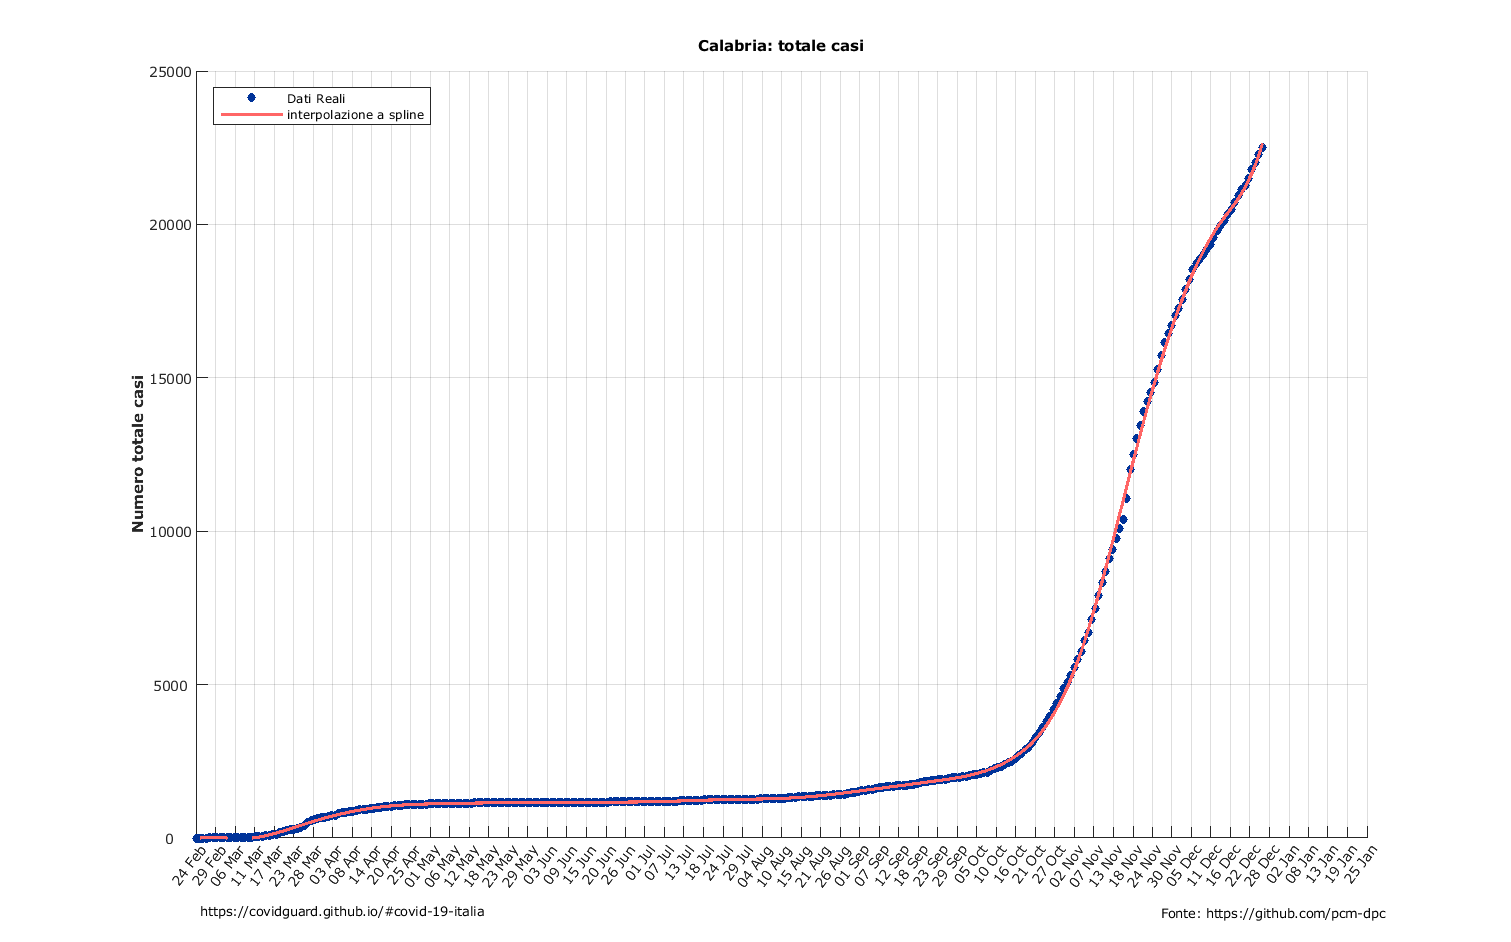 Calabria: totale casi
25000
20000
15000
10000
5000
0
Numero totale casi
Dati Reali
interpolazione a spline
24 Feb
29 Feb
06 Mar
11 Mar
17 Mar
23 Mar
28 Mar
03 Apr
08 Apr
14 Apr
20 Apr
25 Apr
01 May
06 May
12 May
18 May
23 May
29 May
03 Jun
09 Jun
15 Jun
20 Jun
26 Jun
01 Jul
07 Jul
13 Jul
18 Jul
24 Jul
29 Jul
04 Aug
10 Aug
15 Aug
21 Aug
26 Aug
01 Sep
07 Sep
12 Sep
18 Sep
23 Sep
29 Sep
05 Oct
10 Oct
16 Oct
21 Oct
27 Oct
02 Nov
07 Nov
13 Nov
18 Nov
24 Nov
30 Nov
05 Dec
11 Dec
16 Dec
22 Dec
28 Dec
02 Jan
08 Jan
13 Jan
19 Jan
25 Jan
https://covidguard.github.io/#covid-19-italia
Fonte: https://github.com/pcm-dpc